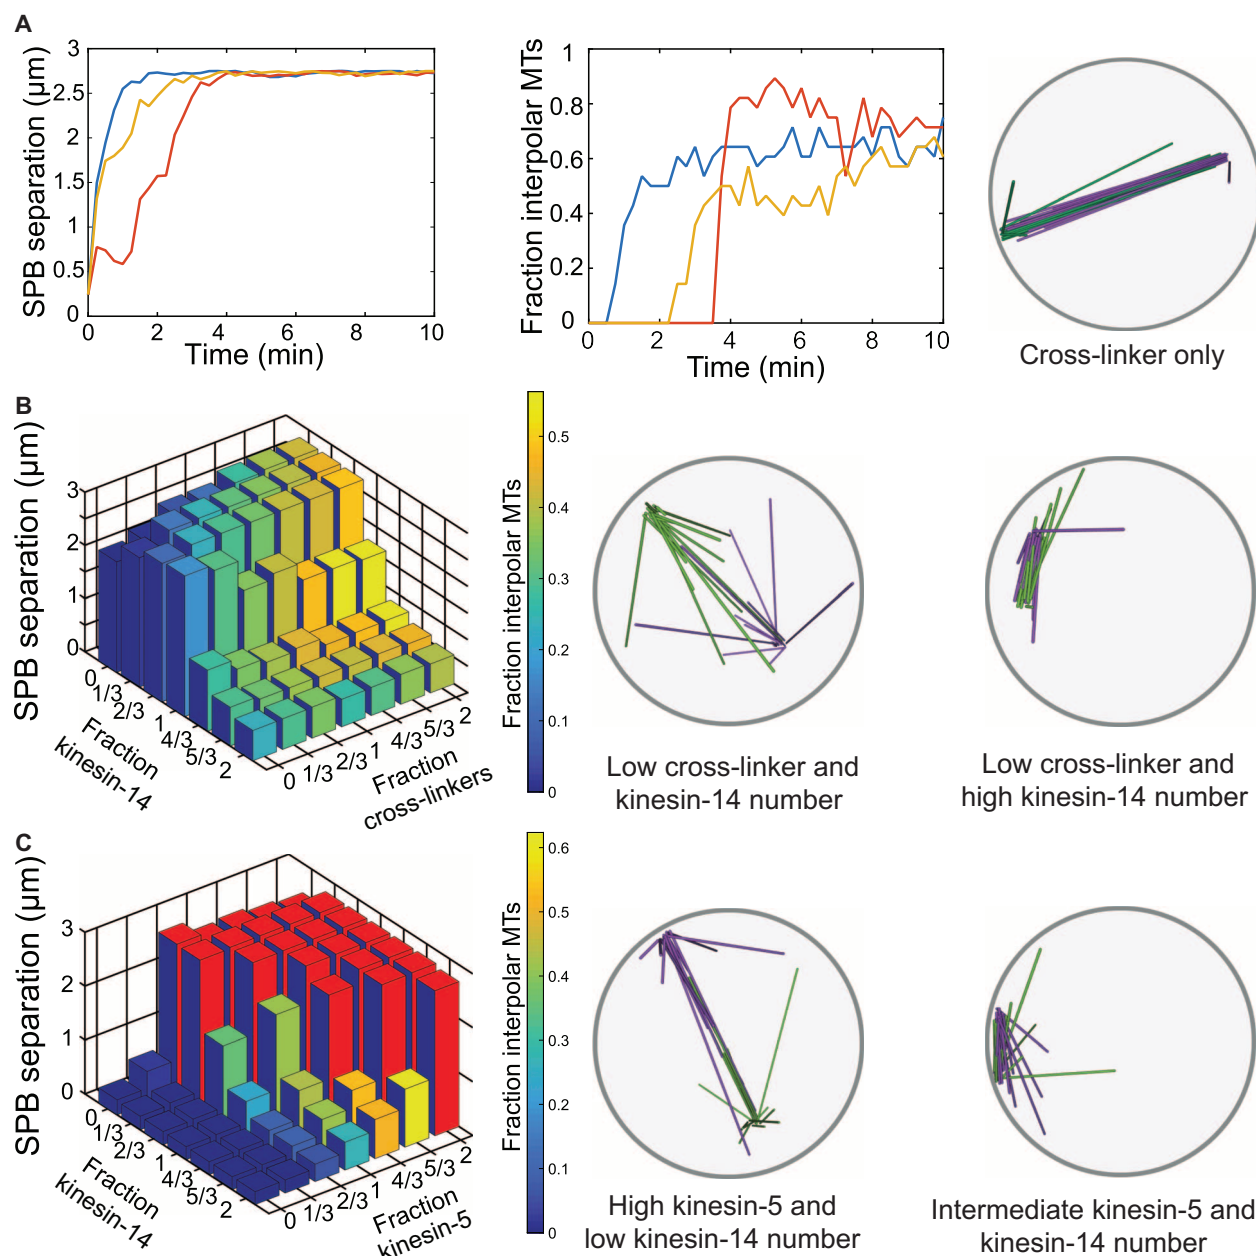 A
SPB separation (μm)
3
2.5
2
1.5
1
0.5
0
0 2 4 6 8 10
Time (min)
Fraction interpolar MTs
1
0.8
0.6
0.4
0.2
0
0 2 4 6 8 10
Time (min)
Cross-linker only
B
SPB separation (μm)
3
2
1
0
0 1/3 2/3 1 4/3 5/3 2
Fraction
kinesin-14
0 1/3 2/3 1 4/3 5/3 2
Fraction
cross-linkers
Fraction interpolar MTs
0.5
0.4
0.3
0.2
0.1
0
Low cross-linker and
kinesin-14 number
Low cross-linker and
high kinesin-14 number
C
SPB separation (μm)
3
2
1
0
0 1/3 2/3 1 4/3 5/3 2
Fraction
kinesin-14
0 1/3 2/3 1 4/3 5/3 2
Fraction
kinesin-5
Fraction interpolar MTs
0.6
0.5
0.4
0.3
0.2
0.1
0
High kinesin-5 and
low kinesin-14 number
Intermediate kinesin-5 and
kinesin-14 number